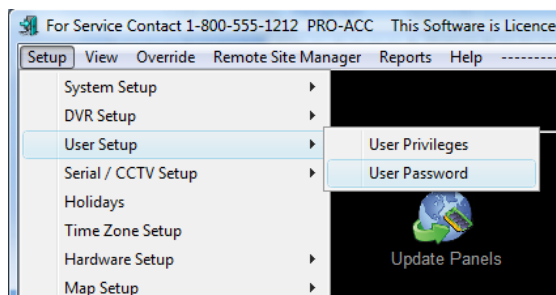 For Service Contact 1-800-555-1212 PRO-ACC This Software is Licence
Setup View Override Remote Site Manager Reports Help ---------
System Setup
DVR Setup
User Setup
User Privileges
Serial / CCTV Setup
User Password
Holidays
Time Zone Setup
Hardware Setup
Update Panels
Map Setup